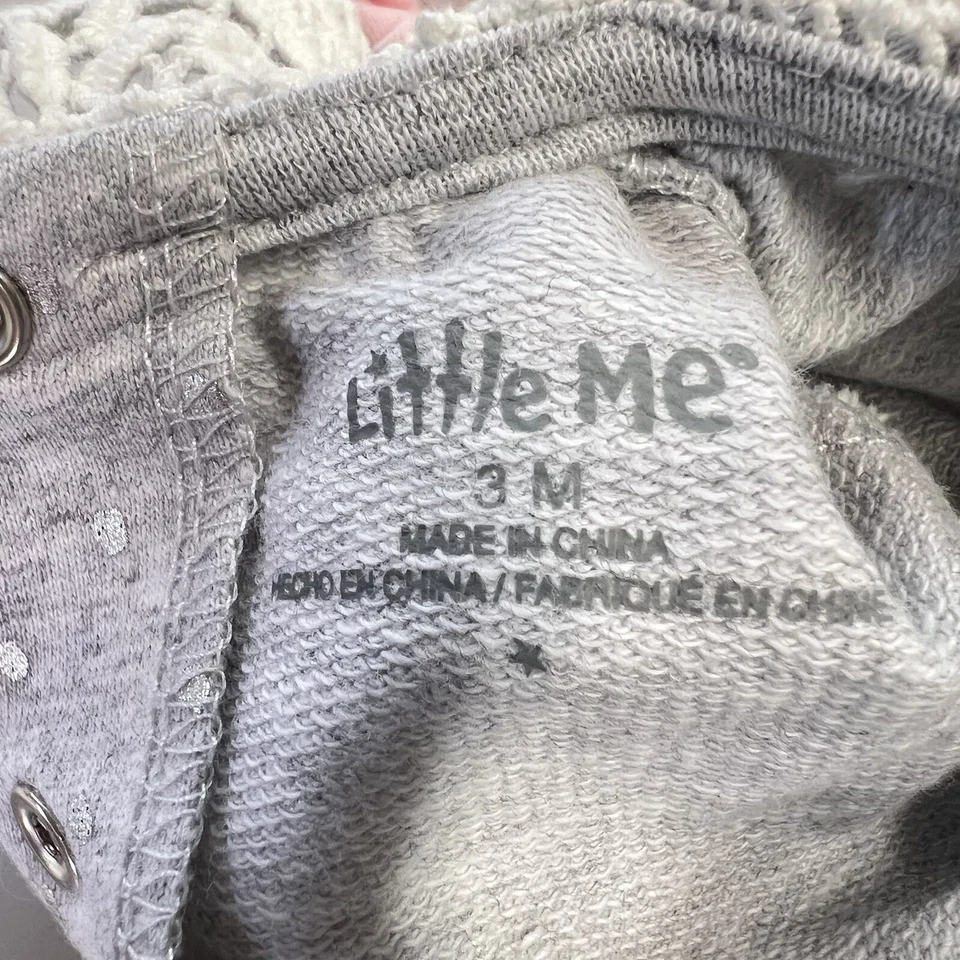 Little Me®
3 M
MADE IN CHINA
HECHO EN CHINA / FABRIQUÉ EN CHINE